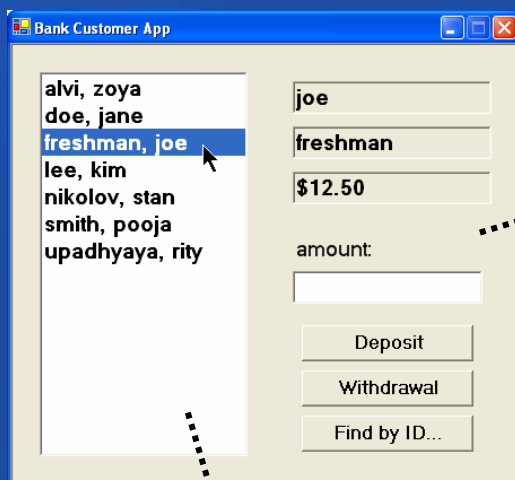 Bank Customer App
alvi, zoya
doe, jane
freshman, joe
lee, kim
nikolov, stan
smith, pooja
upadhyaya, rity
joe
freshman
$12.50
amount:
Deposit
Withdrawal
Find by ID...